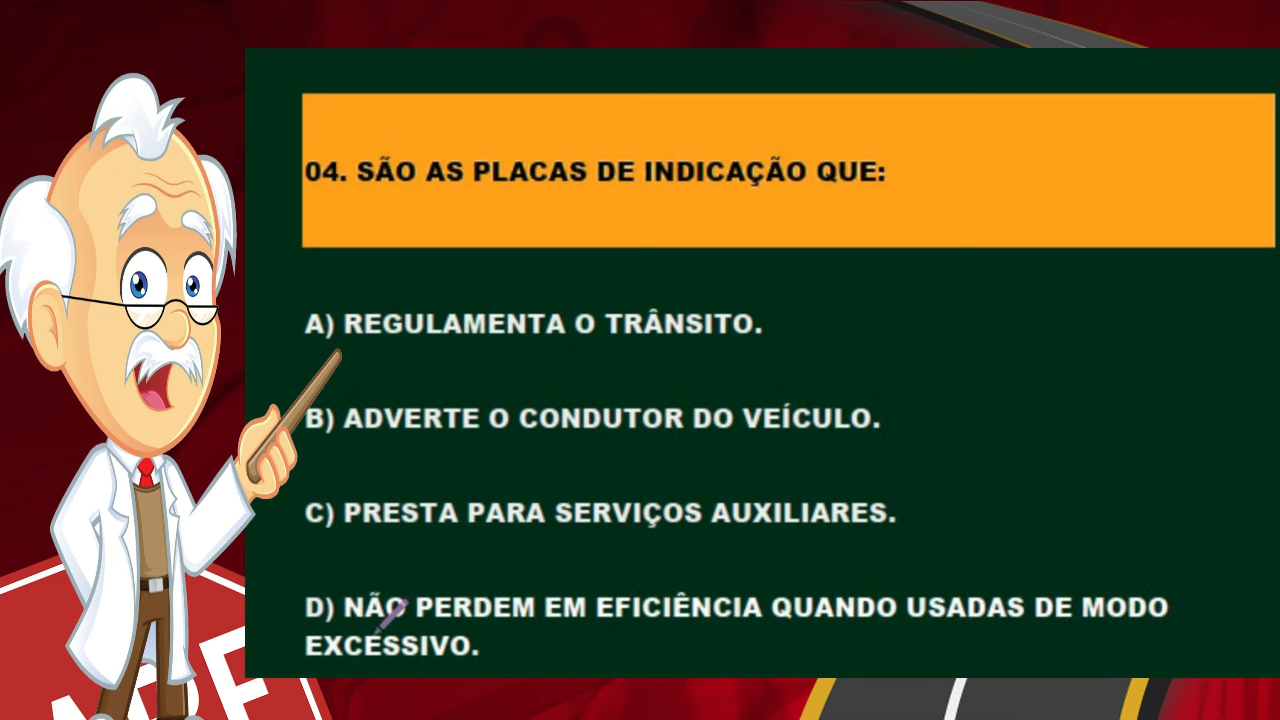 04. SÃO AS PLACAS DE INDICAÇÃO QUE:
A) REGULAMENTA O TRÂNSITO.
B) ADVERTE O CONDUTOR DO VEÍCULO.
C) PRESTA PARA SERVIÇOS AUXILIARES.
D) NÃO PERDEM EM EFICIÊNCIA QUANDO USADAS DE MODO
EXCESSIVO.